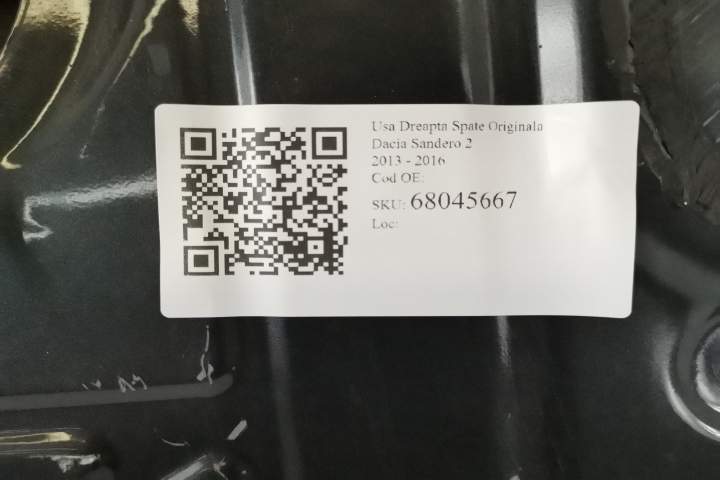 Usa Dreapta Spate Originala
Dacia Sandero 2
2013 - 2016
Cod OE:
SKU: 68045667
Loc: